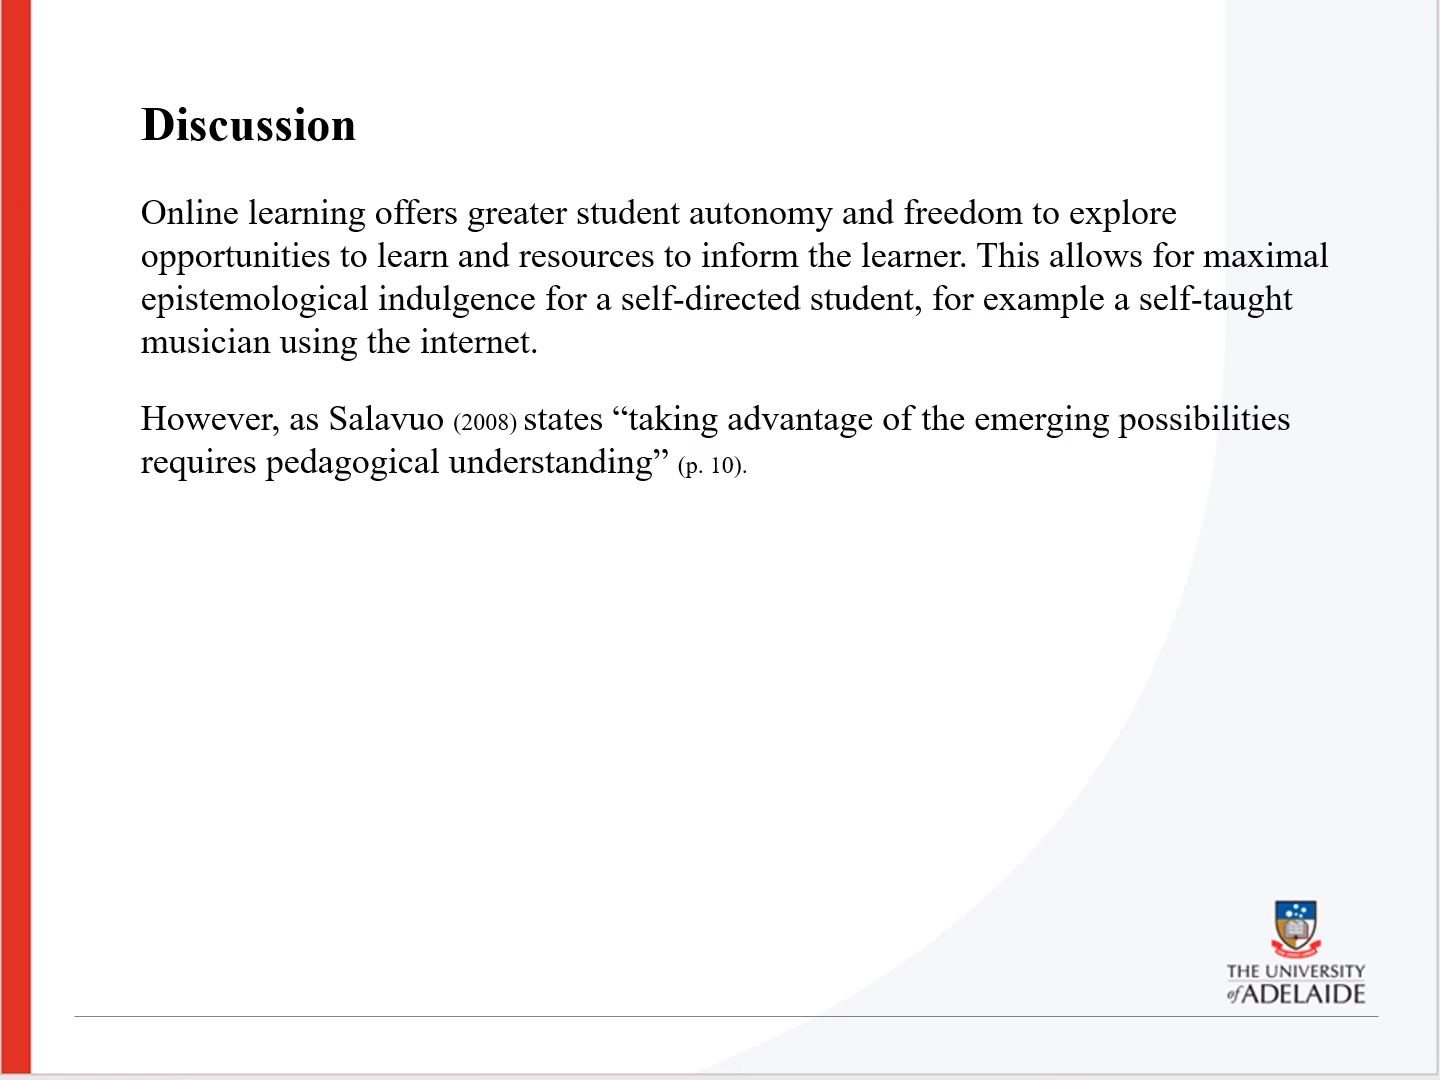 Discussion
Online learning offers greater student autonomy and freedom to explore
opportunities to learn and resources to inform the learner. This allows for maximal
epistemological indulgence for a self-directed student, for example a self-taught
musician using the internet.
However, as Salavuo (2008) states “taking advantage of the emerging possibilities
requires pedagogical understanding” (p. 10).
THE UNIVERSITY
of ADELAIDE